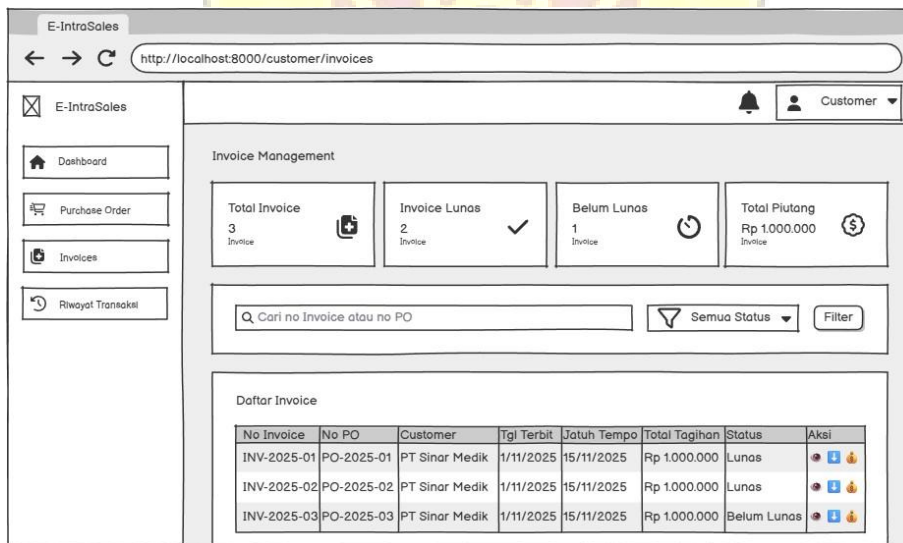 E-IntraSales
http://localhost:8000/customer/invoices
E-IntraSales
Customer
Dashboard
Purchase Order
Invoices
Riwayat Transaksi
Invoice Management
Total Invoice
3
Invoice
Invoice Lunas
2
Invoice
Belum Lunas
1
Invoice
Total Piutang
Rp 1.000.000
Invoice
Cari no Invoice atau no PO
Semua Status
Filter
Daftar Invoice
No Invoice No PO Customer Tgl Terbit Jatuh Tempo Total Tagihan Status Aksi
INV-2025-01 PO-2025-01 PT Sinar Medik 1/11/2025 15/11/2025 Rp 1.000.000 Lunas
INV-2025-02 PO-2025-02 PT Sinar Medik 1/11/2025 15/11/2025 Rp 1.000.000 Lunas
INV-2025-03 PO-2025-03 PT Sinar Medik 1/11/2025 15/11/2025 Rp 1.000.000 Belum Lunas